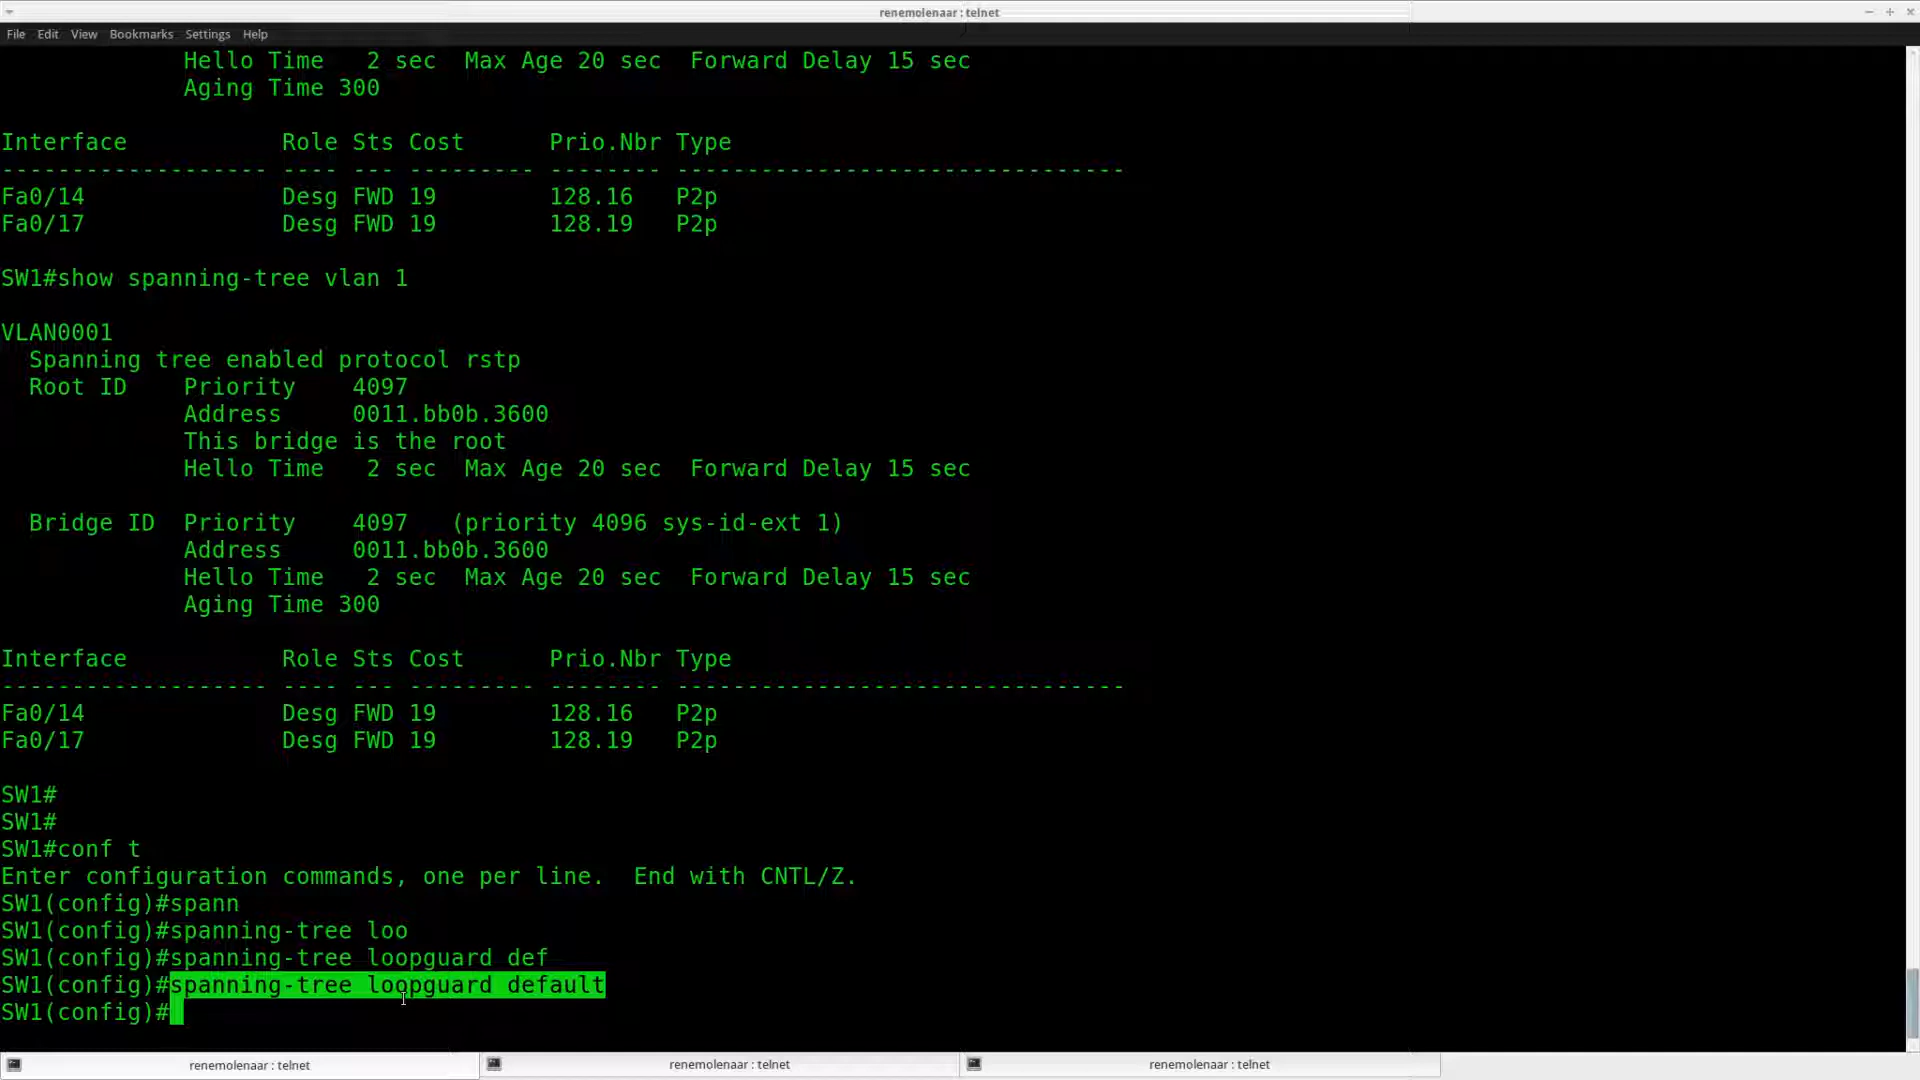 renemolenaar : telnet
File Edit View Bookmarks Settings Help
Hello Time   2 sec  Max Age 20 sec  Forward Delay 15 sec
Aging Time 300
Interface           Role Sts Cost      Prio.Nbr Type
------------------- ---- --- --------- -------- --------------------------------
Fa0/14              Desg FWD 19        128.16   P2p
Fa0/17              Desg FWD 19        128.19   P2p
SW1#show spanning-tree vlan 1
VLAN0001
Spanning tree enabled protocol rstp
Root ID    Priority    4097
Address     0011.bb0b.3600
This bridge is the root
Hello Time   2 sec  Max Age 20 sec  Forward Delay 15 sec
Bridge ID  Priority    4097   (priority 4096 sys-id-ext 1)
Address     0011.bb0b.3600
Hello Time   2 sec  Max Age 20 sec  Forward Delay 15 sec
Aging Time 300
Interface           Role Sts Cost      Prio.Nbr Type
------------------- ---- --- --------- -------- --------------------------------
Fa0/14              Desg FWD 19        128.16   P2p
Fa0/17              Desg FWD 19        128.19   P2p
SW1#
SW1#
SW1#conf t
Enter configuration commands, one per line.  End with CNTL/Z.
SW1(config)#spann
SW1(config)#spanning-tree loo
SW1(config)#spanning-tree loopguard def
SW1(config)#spanning-tree loopguard default
SW1(config)#
renemolenaar : telnet renemolenaar : telnet renemolenaar : telnet